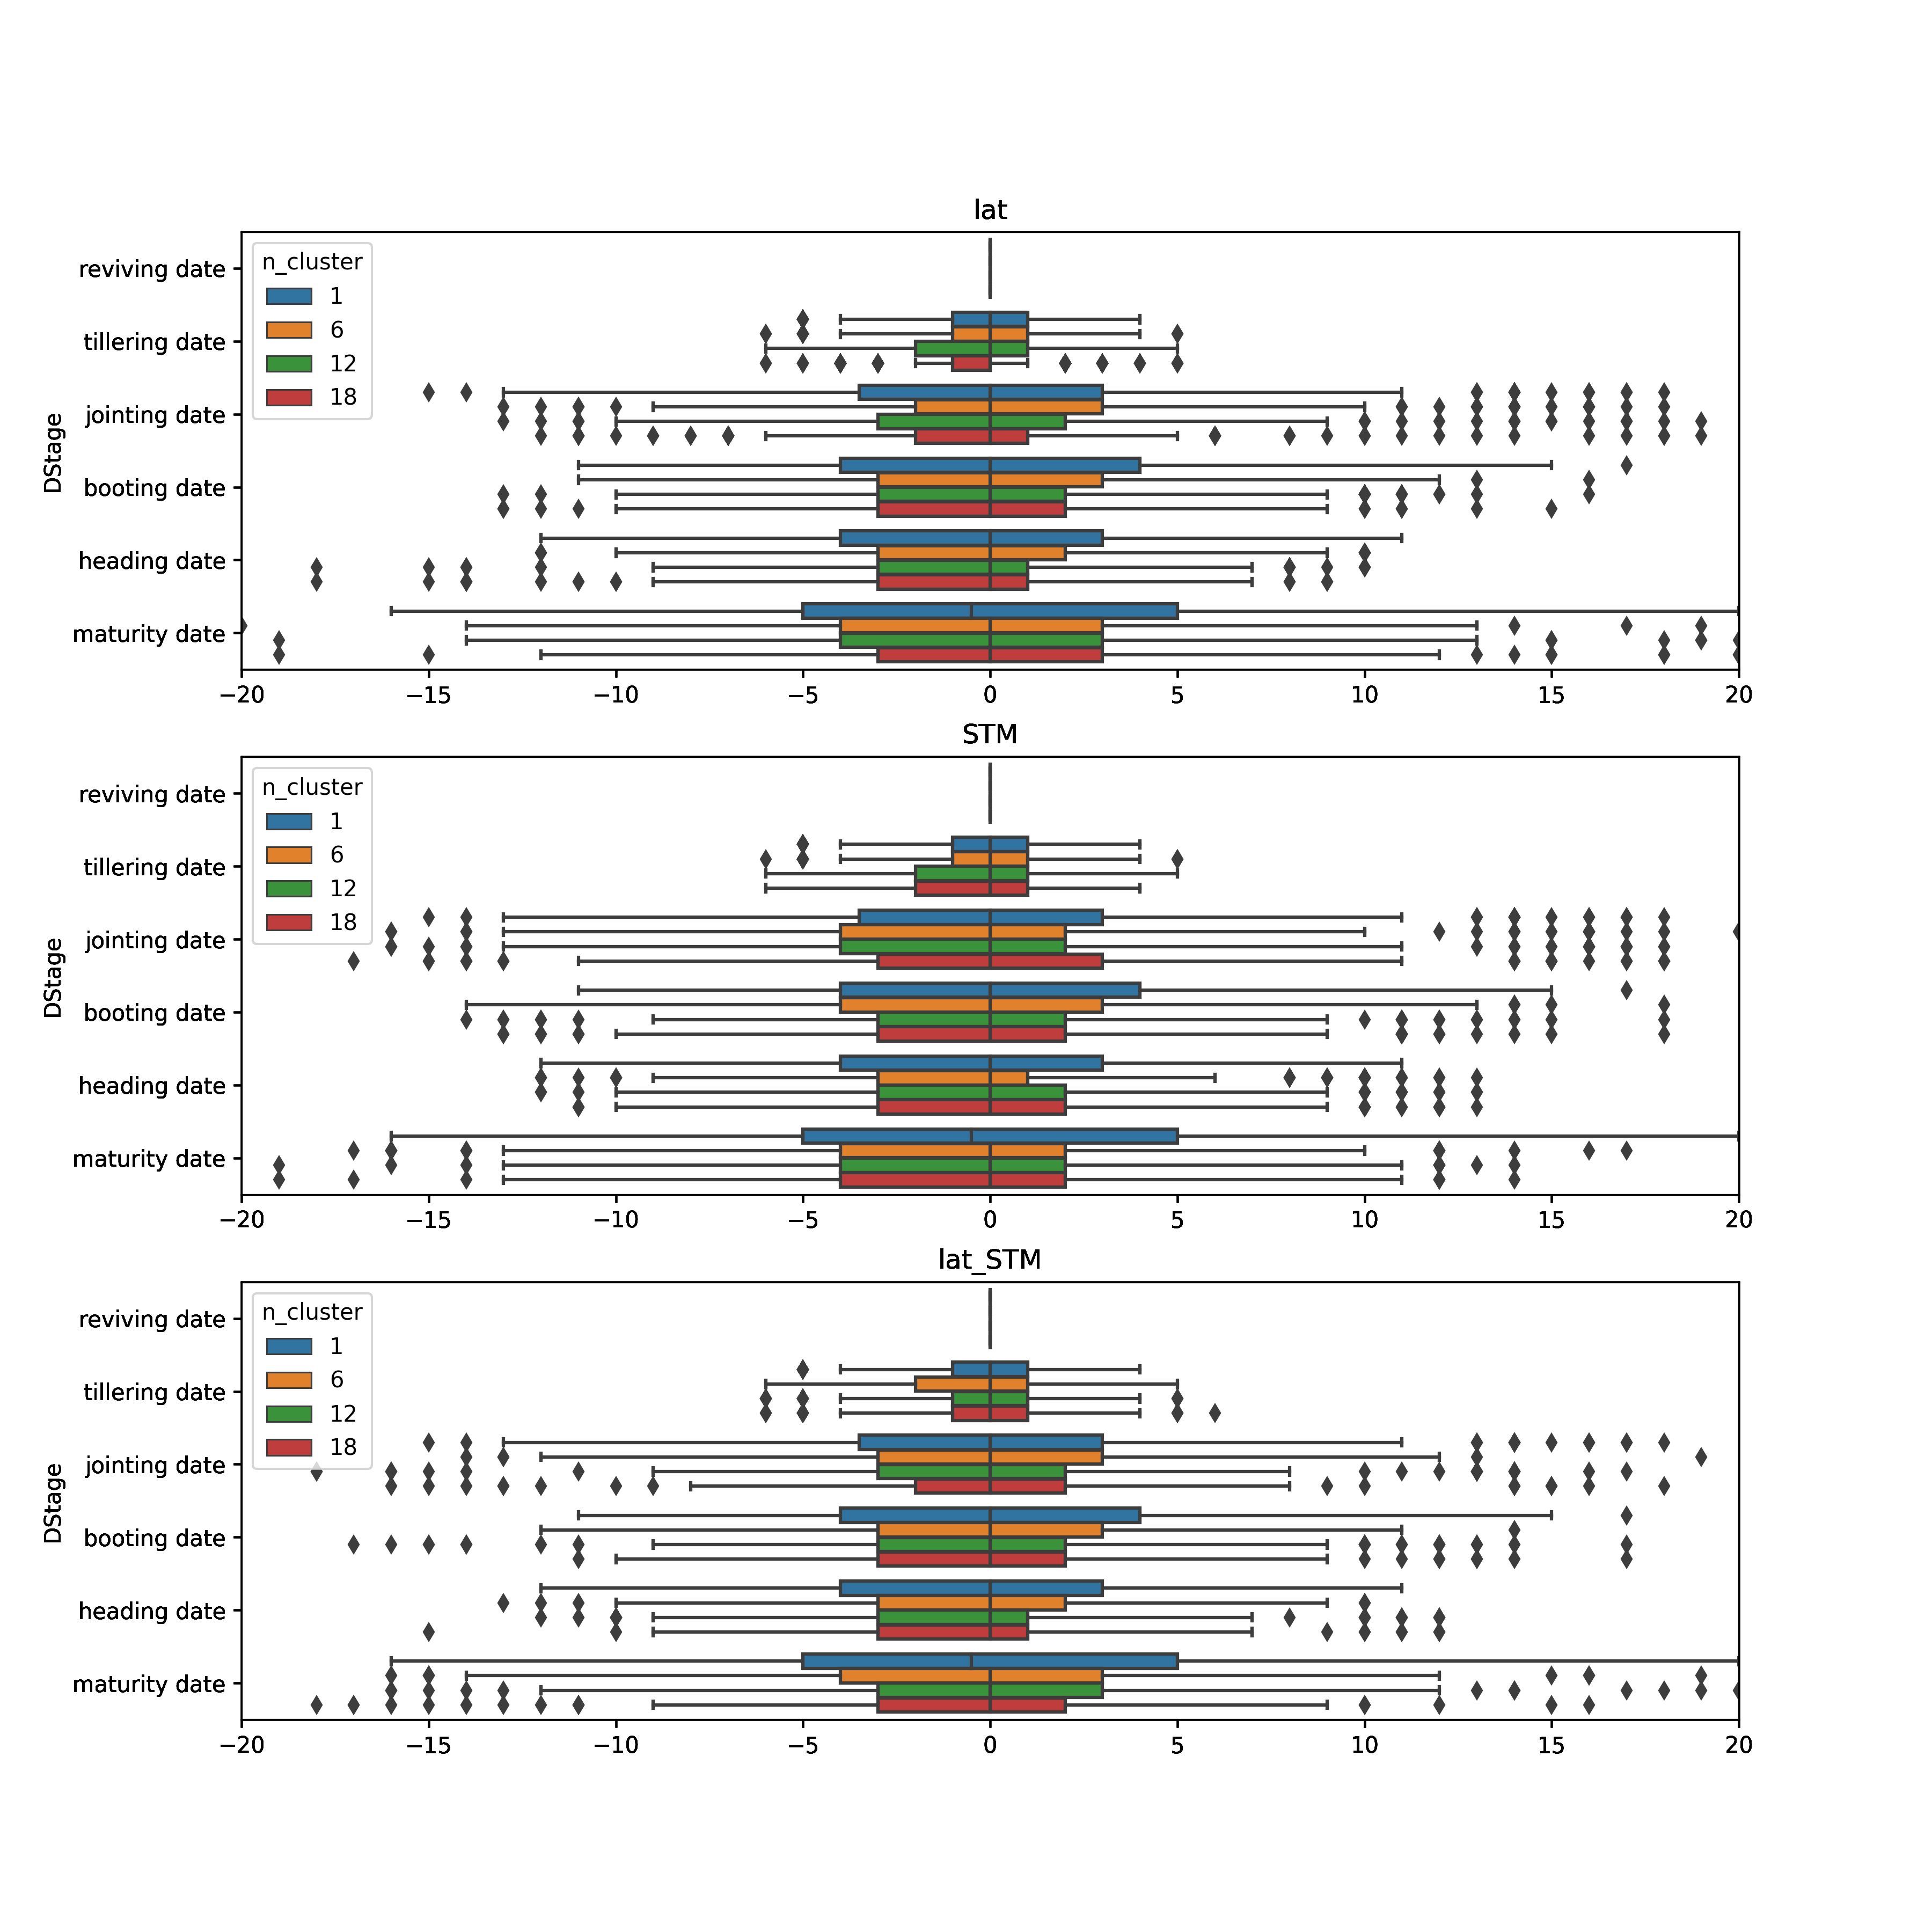 lat
n_cluster
1
6
12
18
reviving date
tillering date
jointing date
booting date
heading date
maturity date
DStage
−20 −15 −10 −5 0 5 10 15 20
STM
n_cluster
1
6
12
18
reviving date
tillering date
jointing date
booting date
heading date
maturity date
DStage
−20 −15 −10 −5 0 5 10 15 20
lat_STM
n_cluster
1
6
12
18
reviving date
tillering date
jointing date
booting date
heading date
maturity date
DStage
−20 −15 −10 −5 0 5 10 15 20